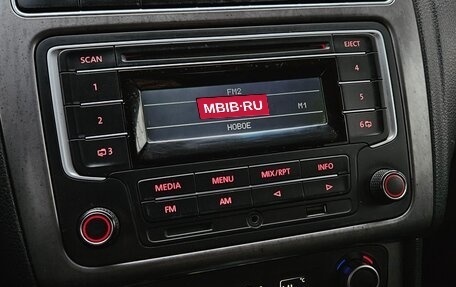 SCAN
EJECT
1
4
FM2
MBIB·RU
M1
2
5
НОВОЕ
3
6
MEDIA
MENU
MIX/RPT
INFO
FM
AM
°C